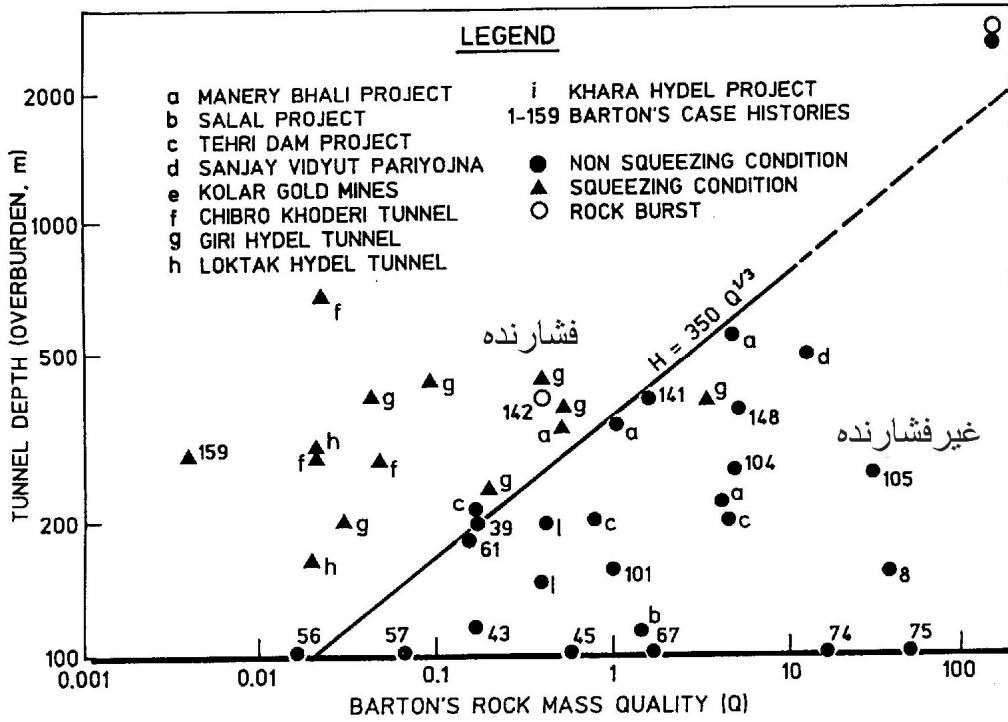 LEGEND
a MANERY BHALI PROJECT
b SALAL PROJECT
c TEHRI DAM PROJECT
d SANJAY VIDYUT PARIYOJNA
e KOLAR GOLD MINES
f CHIBRO KHODERI TUNNEL
g GIRI HYDEL TUNNEL
h LOKTAK HYDEL TUNNEL
i KHARA HYDEL PROJECT
1-159 BARTON'S CASE HISTORIES
● NON SQUEEZING CONDITION
▲ SQUEEZING CONDITION
○ ROCK BURST
TUNNEL DEPTH (OVERBURDEN, m)
2000
1000
500
200
100
H = 350 Q^1/3
فشارنده
غیرفشارنده
f
a
d
g
g
g
142
g
141
g
148
a
a
159
h
f
f
104
105
g
a
c
g
39
l
c
c
61
h
l
101
8
b
56
57
43
45
67
74
75
0.001
0.01
0.1
1
10
100
BARTON'S ROCK MASS QUALITY (Q)